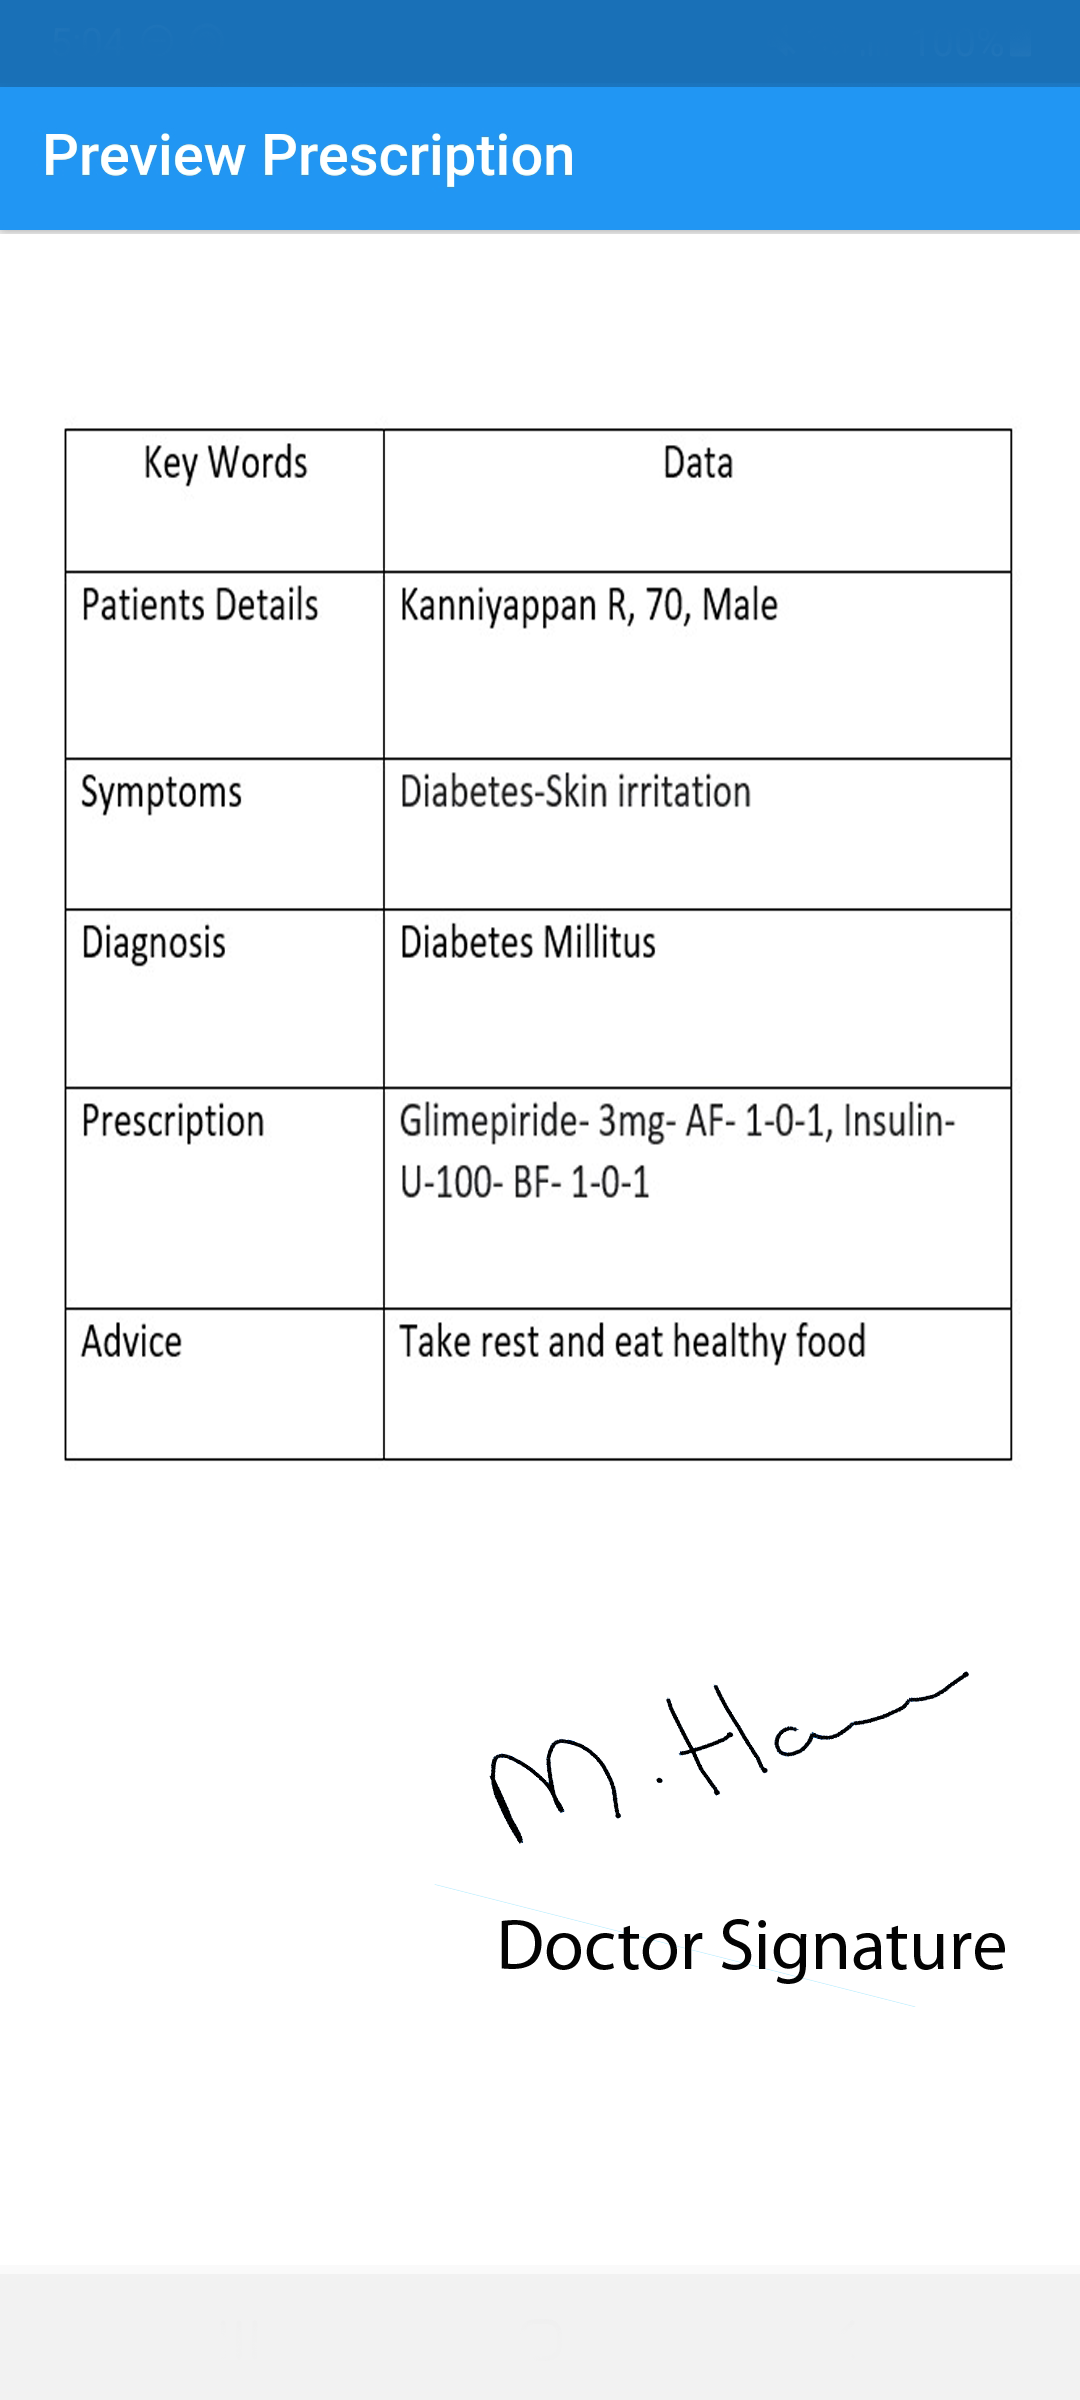 Preview Prescription
Key Words
Data
Patients Details
Kanniyappan R, 70, Male
Symptoms
Diabetes-Skin irritation
Diagnosis
Diabetes Millitus
Prescription
Glimepiride- 3mg- AF- 1-0-1, Insulin-
U-100- BF- 1-0-1
Advice
Take rest and eat healthy food
Doctor Signature